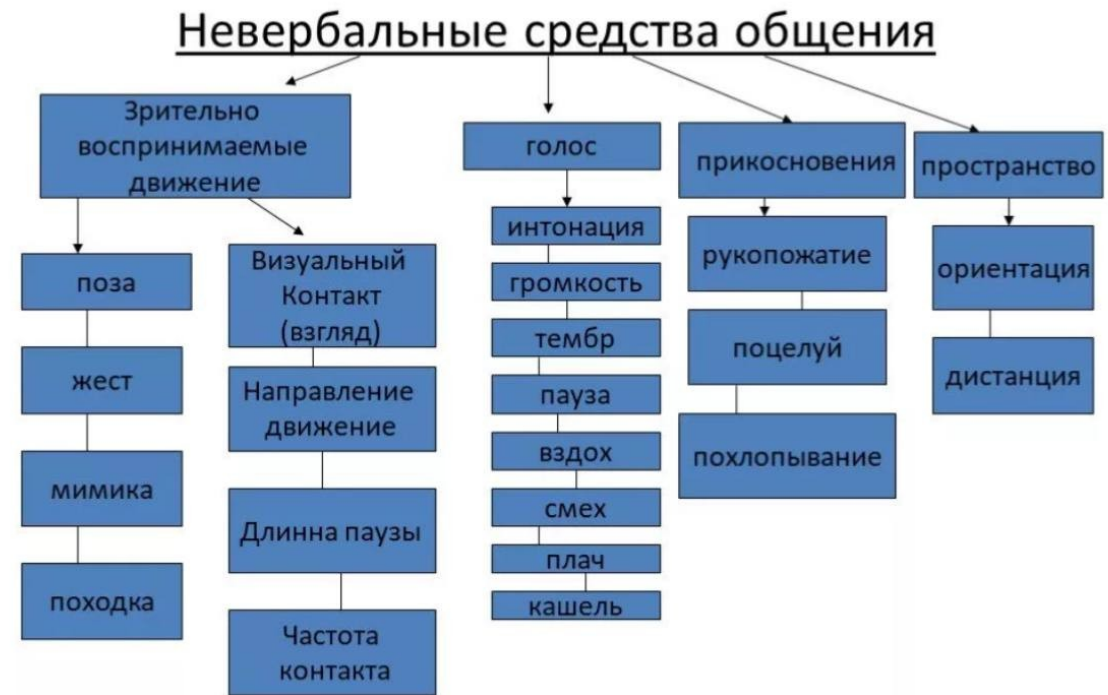 Невербальные средства общения
Зрительно
воспринимаемые
движение
поза
жест
мимика
походка
Визуальный
Контакт
(взгляд)
Направление
движение
Длинна паузы
Частота
контакта
голос
интонация
громкость
тембр
пауза
вздох
смех
плач
кашель
прикосновения
рукопожатие
поцелуй
похлопывание
пространство
ориентация
дистанция